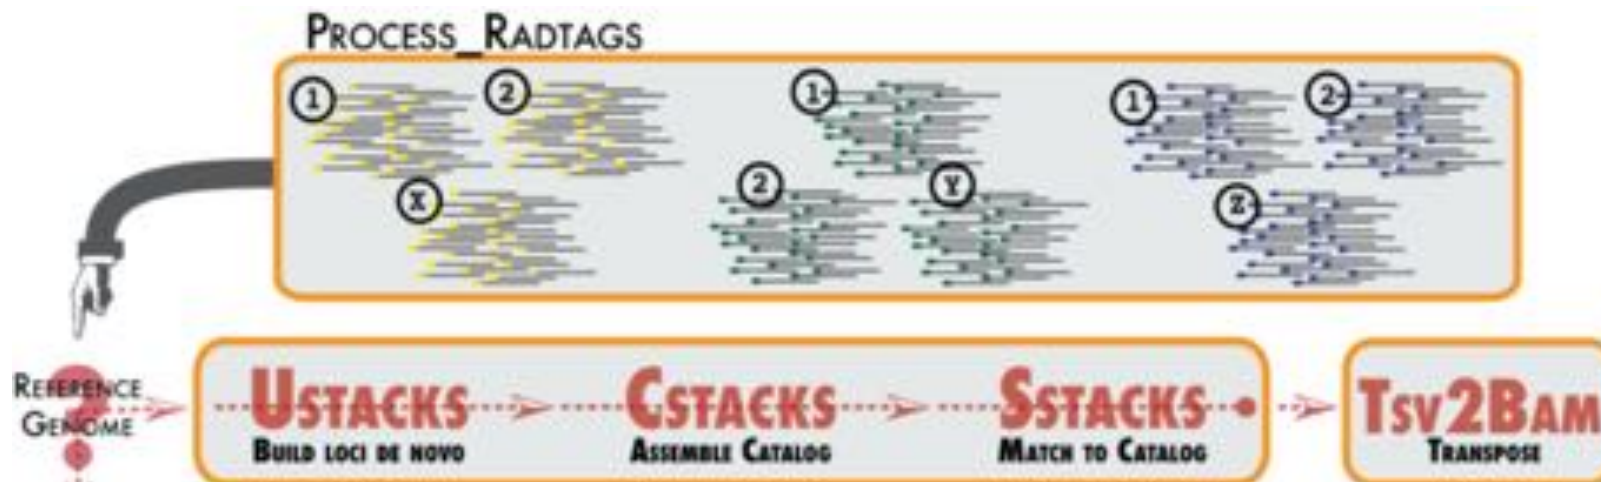 PROCESS_RADTAGS
1 2 1 1 2
X 2 Y Z
REFERENCE
GENOME
USTACKS CSTACKS SSTACKS TSV2BAM
BUILD LOCI DE NOVO ASSEMBLE CATALOG MATCH TO CATALOG TRANSPOSE